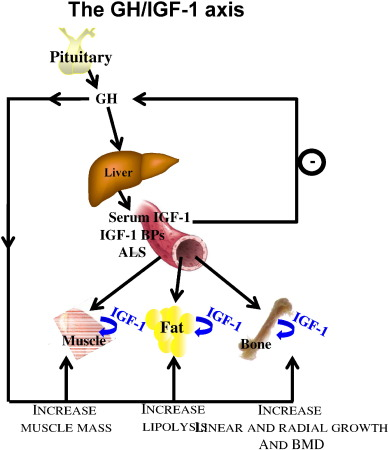 The GH/IGF-1 axis
Pituitary
GH
-
Liver
Serum IGF-1
IGF-1 BPs
ALS
IGF-1
IGF-1
IGF-1
Muscle
Fat
Bone
INCREASE
MUSCLE MASS
INCREASE
LIPOLYSIS
INCREASE
LINEAR AND RADIAL GROWTH
AND BMD